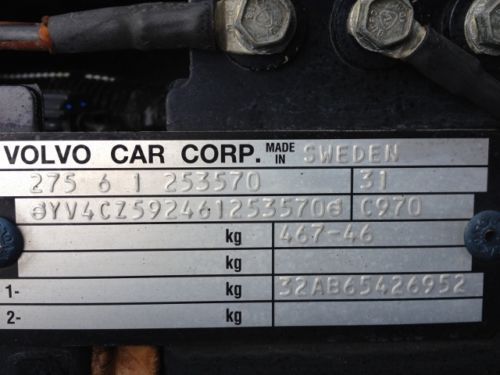 VOLVO CAR CORP. MADE IN SWEDEN
275 6 1 253570 31
YV4CZ592461253570 C970
kg 467-46
kg
1- kg 32AB65426952
2- kg